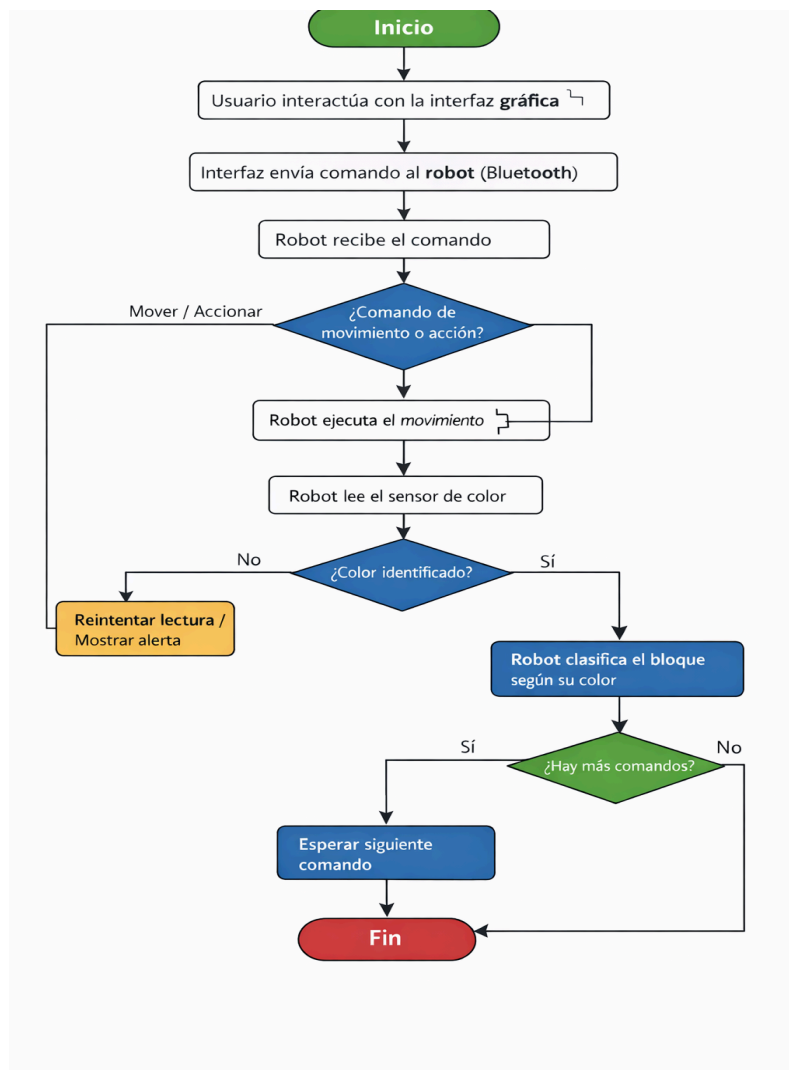 Inicio
Usuario interactúa con la interfaz gráfica
Interfaz envía comando al robot (Bluetooth)
Robot recibe el comando
Mover / Accionar
¿Comando de
movimiento o acción?
Robot ejecuta el movimiento
Robot lee el sensor de color
No
¿Color identificado?
Sí
Reintentar lectura /
Mostrar alerta
Robot clasifica el bloque
según su color
Sí
¿Hay más comandos?
No
Esperar siguiente
comando
Fin